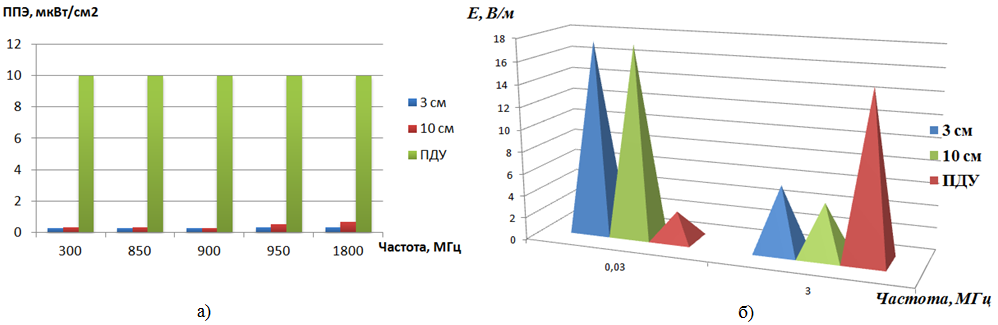 ППЭ, мкВт/см2
12
10
8
6
4
2
0
300 850 900 950 1800
Частота, МГц
3 см
10 см
ПДУ
а)
E, В/м
18
16
14
12
10
8
6
4
2
0
0,03
3
Частота, МГц
3 см
10 см
ПДУ
б)